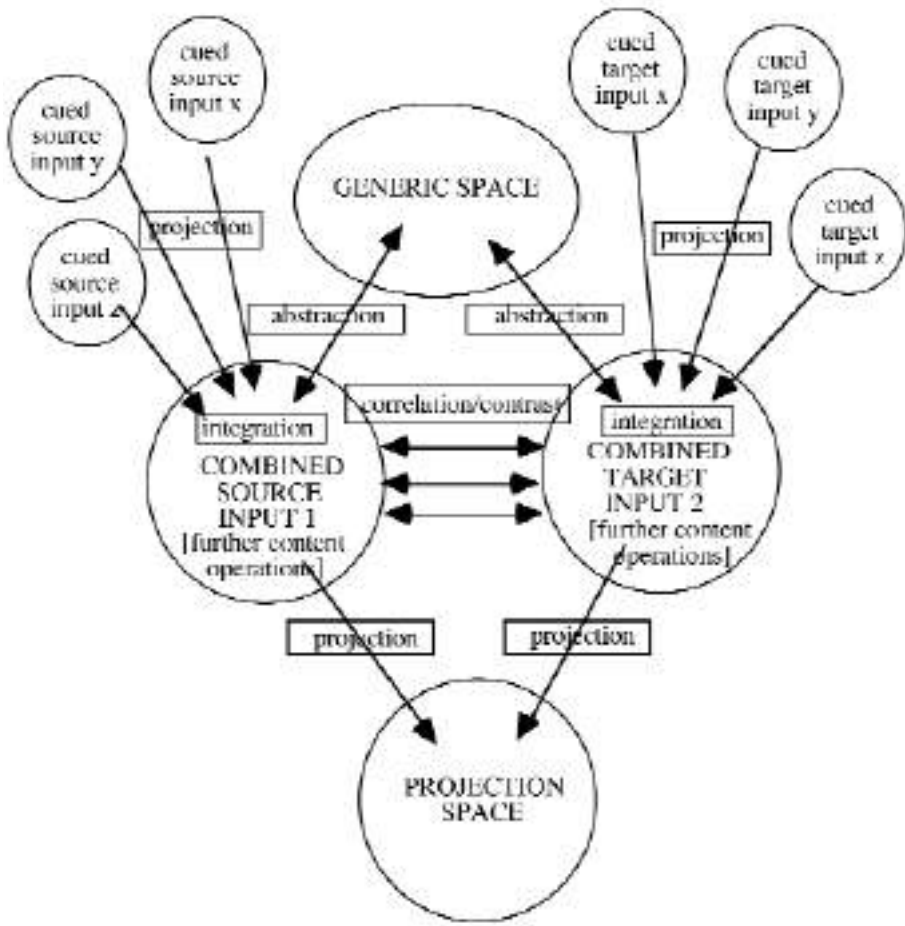 cued
source
input x
cued
target
input x
cued
target
input y
cued
source
input y
GENERIC SPACE
cued
target
input z
projection
projection
cued
source
input z
abstraction
abstraction
correlation/contrast
integration
integration
COMBINED
SOURCE
INPUT 1
[further content
operations]
COMBINED
TARGET
INPUT 2
[further content
operations]
projection
projection
PROJECTION
SPACE